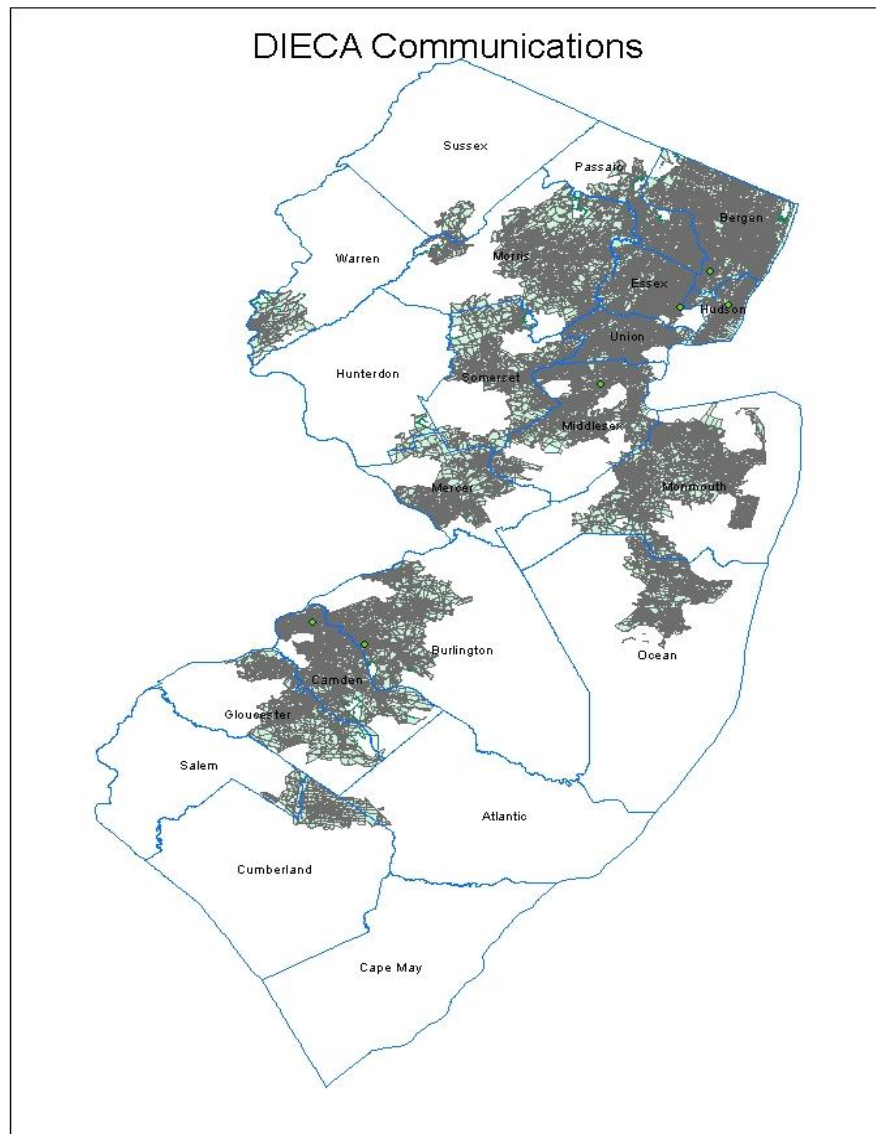 DIECA Communications
Sussex
Passaic
Bergen
Warren
Morris
Essex
Hudson
Union
Hunterdon
Somerset
Middlesex
Mercer
Monmouth
Burlington
Ocean
Camden
Gloucester
Salem
Atlantic
Cumberland
Cape May